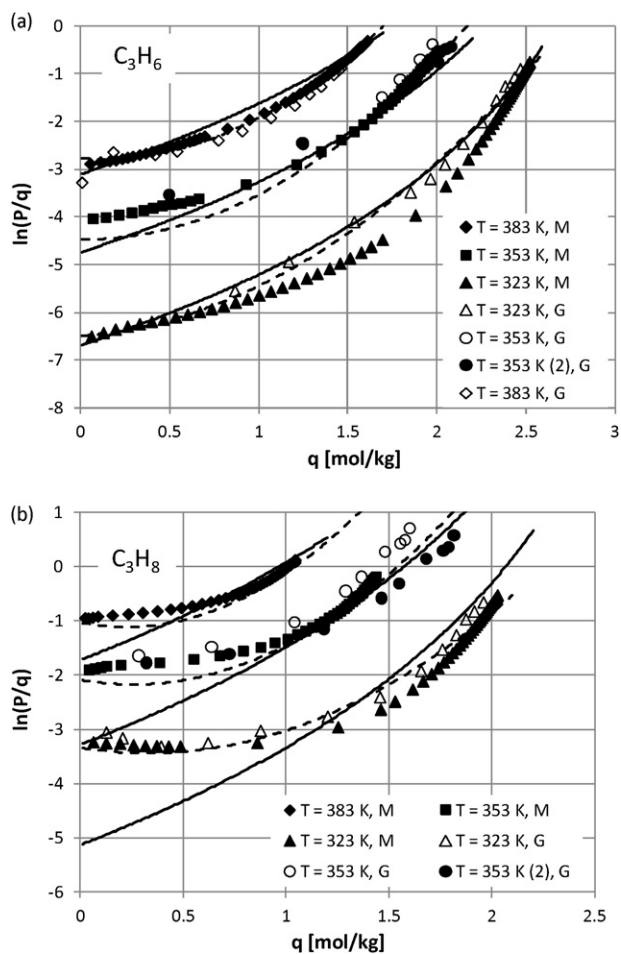 (a)
0
-1
-2
-3
-4
-5
-6
-7
-8
ln(P/q)
C₃H₆
T = 383 K, M
T = 353 K, M
T = 323 K, M
T = 323 K, G
T = 353 K, G
T = 353 K (2), G
T = 383 K, G
0 0.5 1 1.5 2 2.5 3
q [mol/kg]
(b)
1
0
-1
-2
-3
-4
-5
-6
ln(P/q)
C₃H₈
T = 383 K, M T = 353 K, M
T = 323 K, M T = 323 K, G
T = 353 K, G T = 353 K (2), G
0 0.5 1 1.5 2 2.5
q [mol/kg]